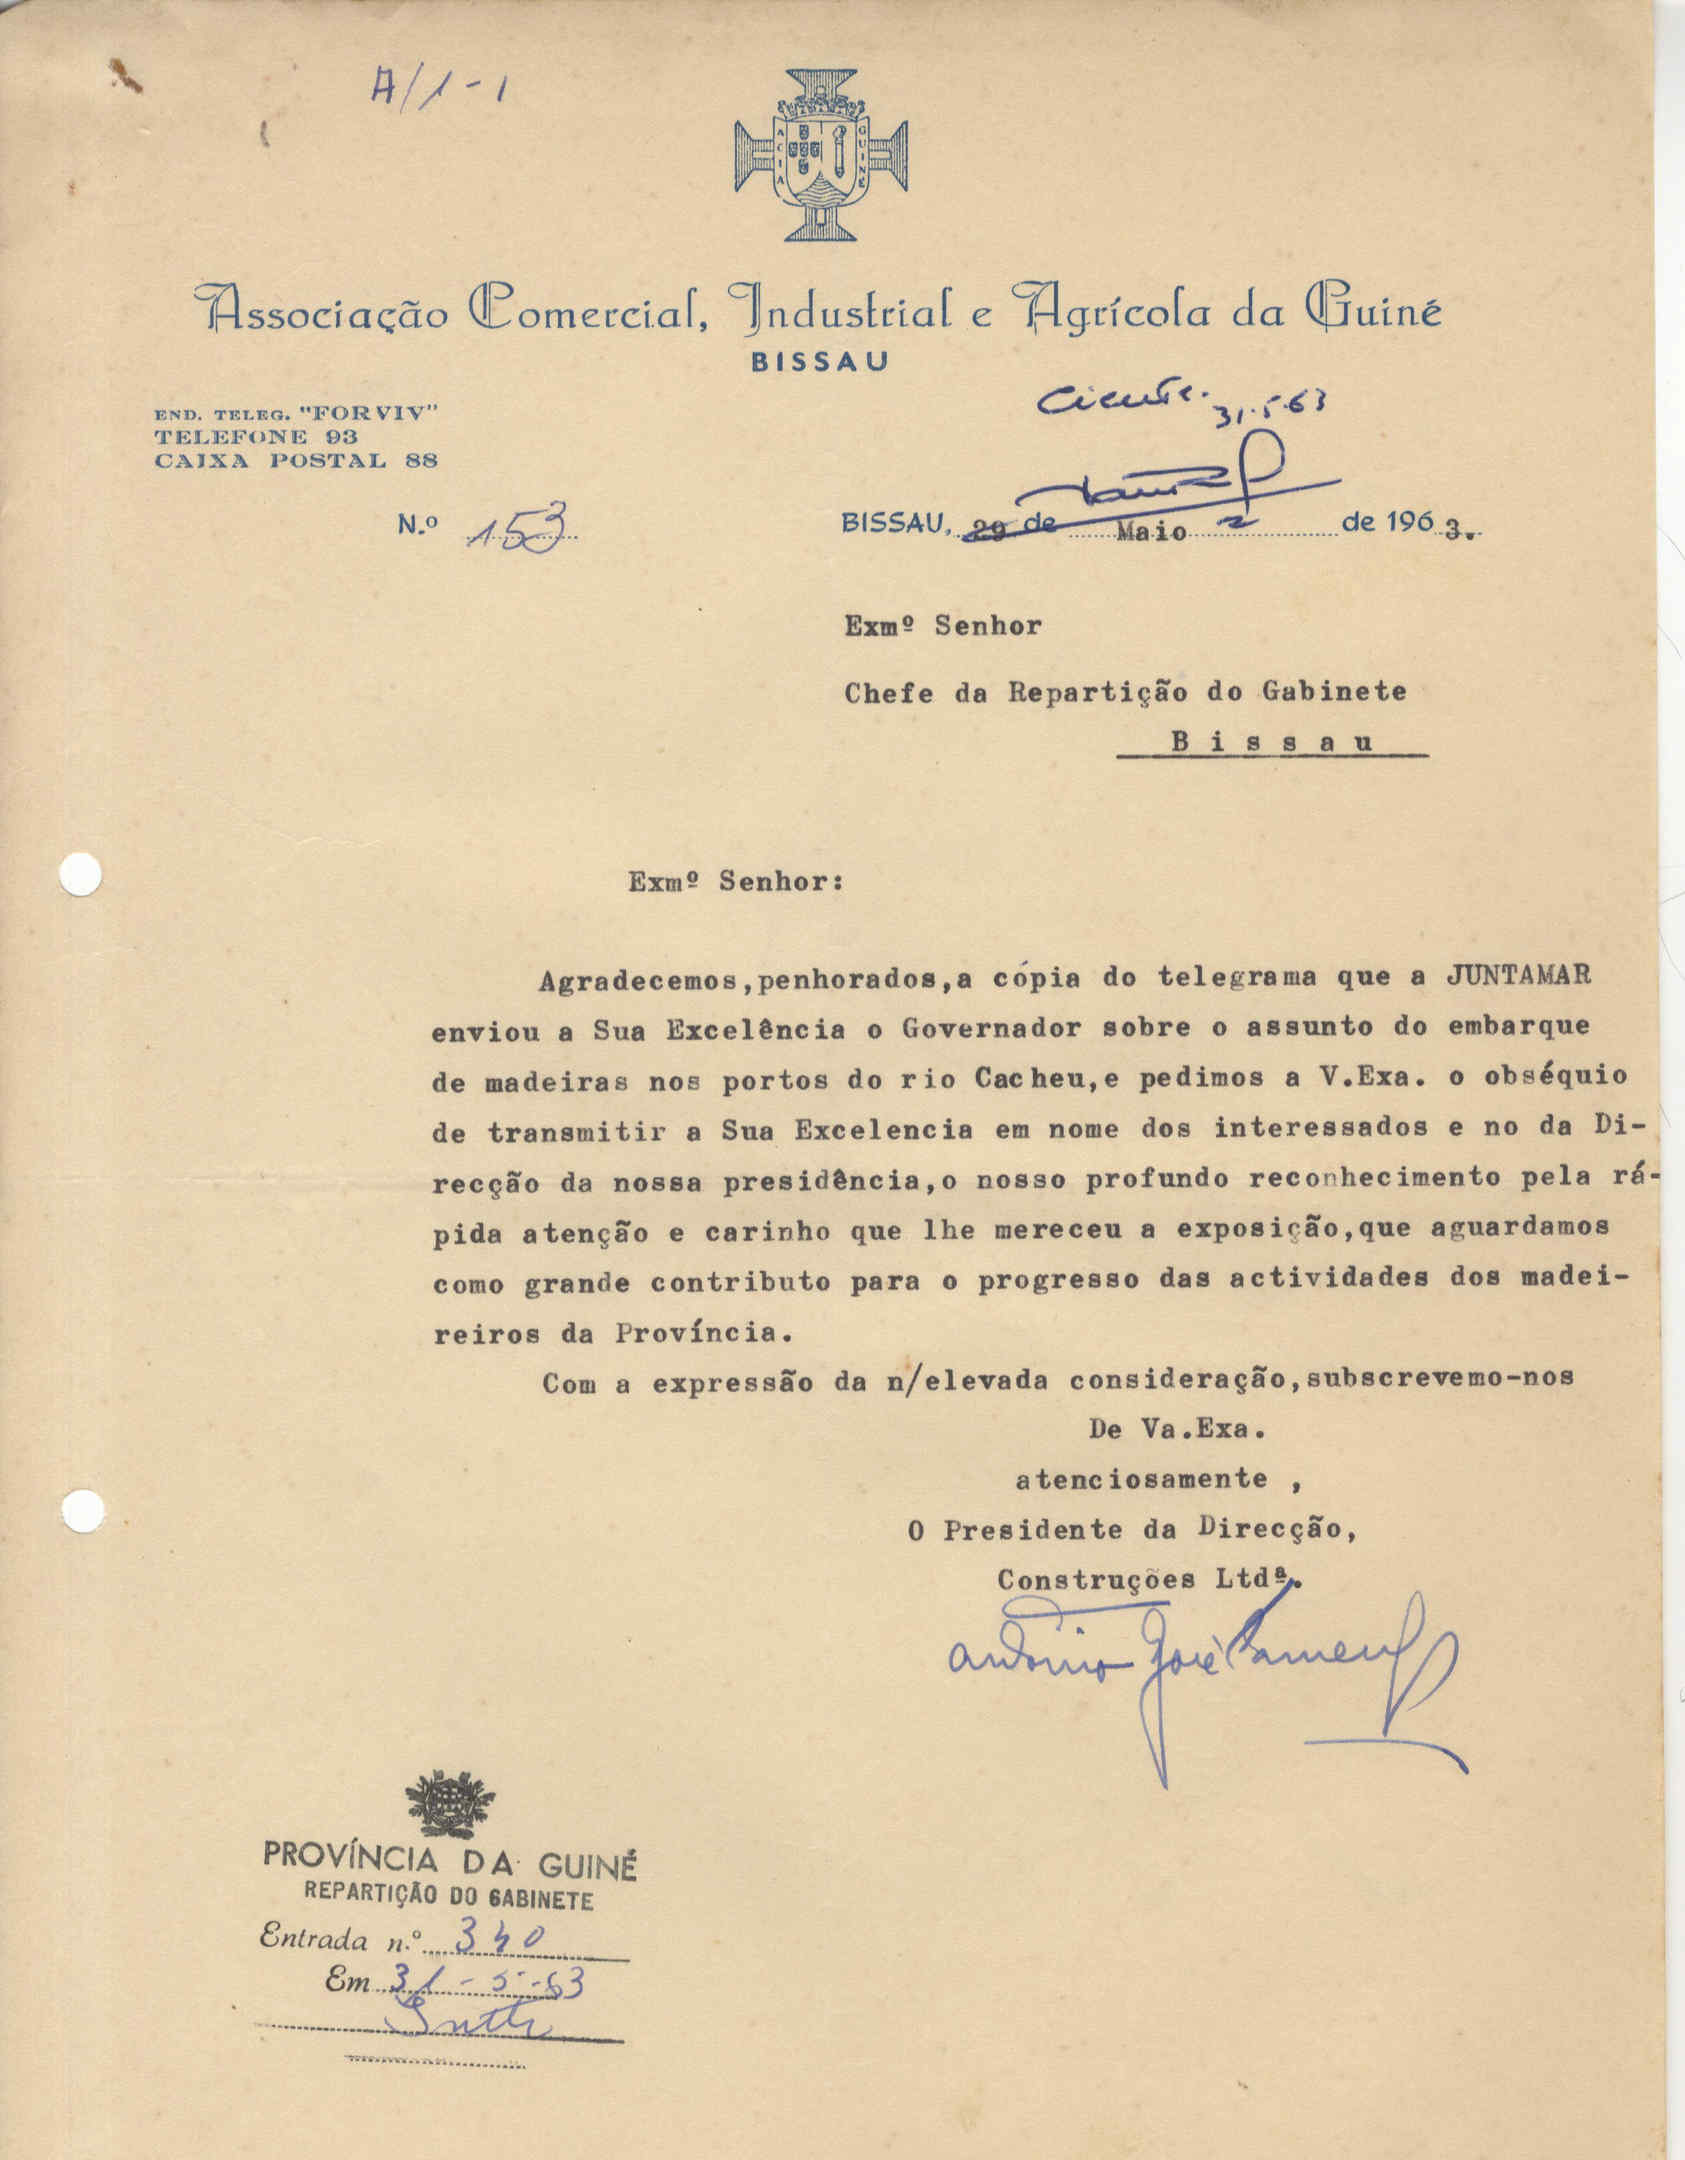 A/1-1
ACIA GUINÉ
Associação Comercial, Industrial e Agrícola da Guiné
BISSAU
END. TELEG. "FORVIV"
TELEFONE 93
CAIXA POSTAL 88
Ciente.
31.5.63
N.º 153
BISSAU, 29 de Maio de 1963.
Exmº Senhor
Chefe da Repartição do Gabinete
B i s s a u
Exmº Senhor:
Agradecemos,penhorados,a cópia do telegrama que a JUNTAMAR
enviou a Sua Excelência o Governador sobre o assunto do embarque
de madeiras nos portos do rio Cacheu,e pedimos a V.Exa. o obséquio
de transmitir a Sua Excelencia em nome dos interessados e no da Di-
recção da nossa presidência,o nosso profundo reconhecimento pela rá-
pida atenção e carinho que lhe mereceu a exposição,que aguardamos
como grande contributo para o progresso das actividades dos madei-
reiros da Província.
Com a expressão da n/elevada consideração,subscrevemo-nos
De Va.Exa.
atenciosamente ,
O Presidente da Direcção,
Construções Ltdª.
António José
PROVÍNCIA DA GUINÉ
REPARTIÇÃO DO GABINETE
Entrada n.º 340
Em 31-5-63